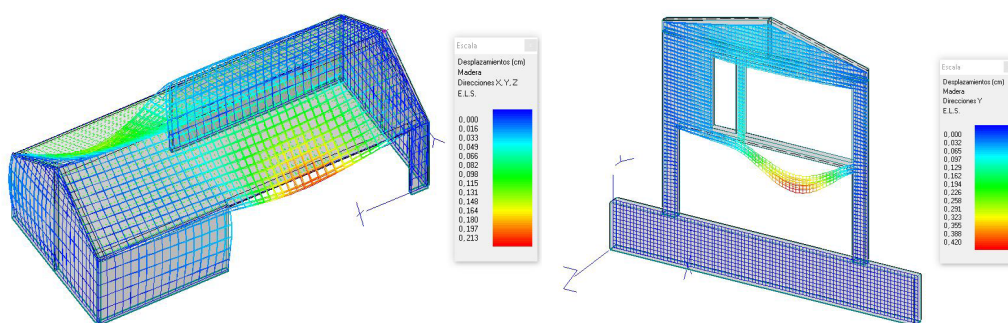 Escala
Desplazamientos (cm)
Madera
Direcciones X, Y, Z
E.L.S.
0,000
0,016
0,033
0,049
0,066
0,082
0,098
0,115
0,131
0,148
0,164
0,180
0,197
0,213
X
Y
Escala
Desplazamientos (cm)
Madera
Direcciones Y
E.L.S.
0,000
0,032
0,065
0,097
0,129
0,162
0,194
0,226
0,258
0,291
0,323
0,355
0,388
0,420
Y
Z
X